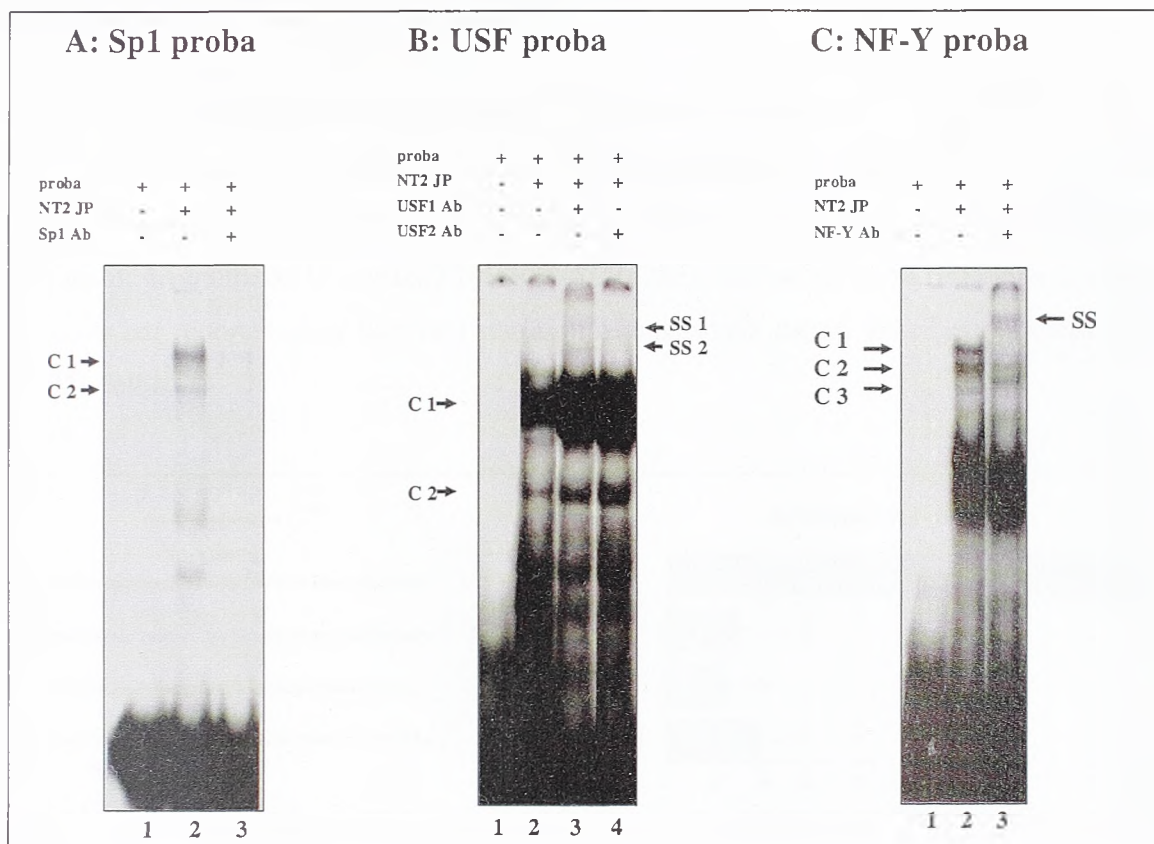 A: Sp1 proba
proba + + +
NT2 JP - + +
Sp1 Ab - - +
C 1
C 2
1 2 3
B: USF proba
proba + + + +
NT2 JP - + + +
USF1 Ab - - + -
USF2 Ab - - - +
SS 1
SS 2
C 1
C 2
1 2 3 4
C: NF-Y proba
proba + + +
NT2 JP - + +
NF-Y Ab - - +
SS
C 1
C 2
C 3
1 2 3